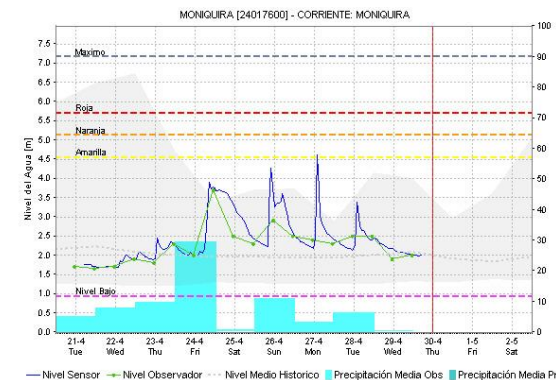 MONIQUIRA [24017600] - CORRIENTE: MONIQUIRA
Nivel del Agua [m]
7.5
7.0
6.5
6.0
5.5
5.0
4.5
4.0
3.5
3.0
2.5
2.0
1.5
1.0
0.5
0.0
Maximo
Roja
Naranja
Amarilla
Nivel Bajo
100
90
80
70
60
50
40
30
20
10
0
21-4 22-4 23-4 24-4 25-4 26-4 27-4 28-4 29-4 30-4 1-5 2-5
Tue Wed Thu Fri Sat Sun Mon Tue Wed Thu Fri Sat
Nivel Sensor Nivel Observador Nivel Medio Historico Precipitación Media Obs Precipitación Media Pr